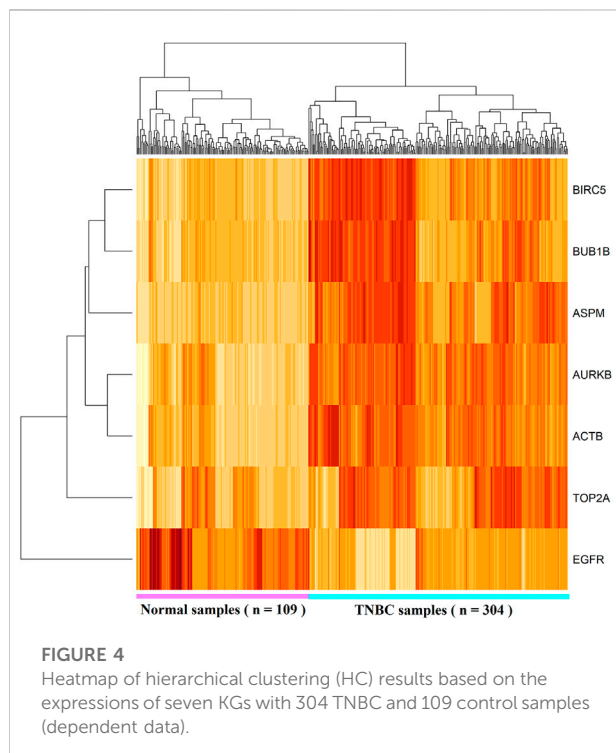 BIRC5
BUB1B
ASPM
AURKB
ACTB
TOP2A
EGFR
Normal samples ( n = 109 ) TNBC samples ( n = 304 )
FIGURE 4
Heatmap of hierarchical clustering (HC) results based on the
expressions of seven KGs with 304 TNBC and 109 control samples
(dependent data).